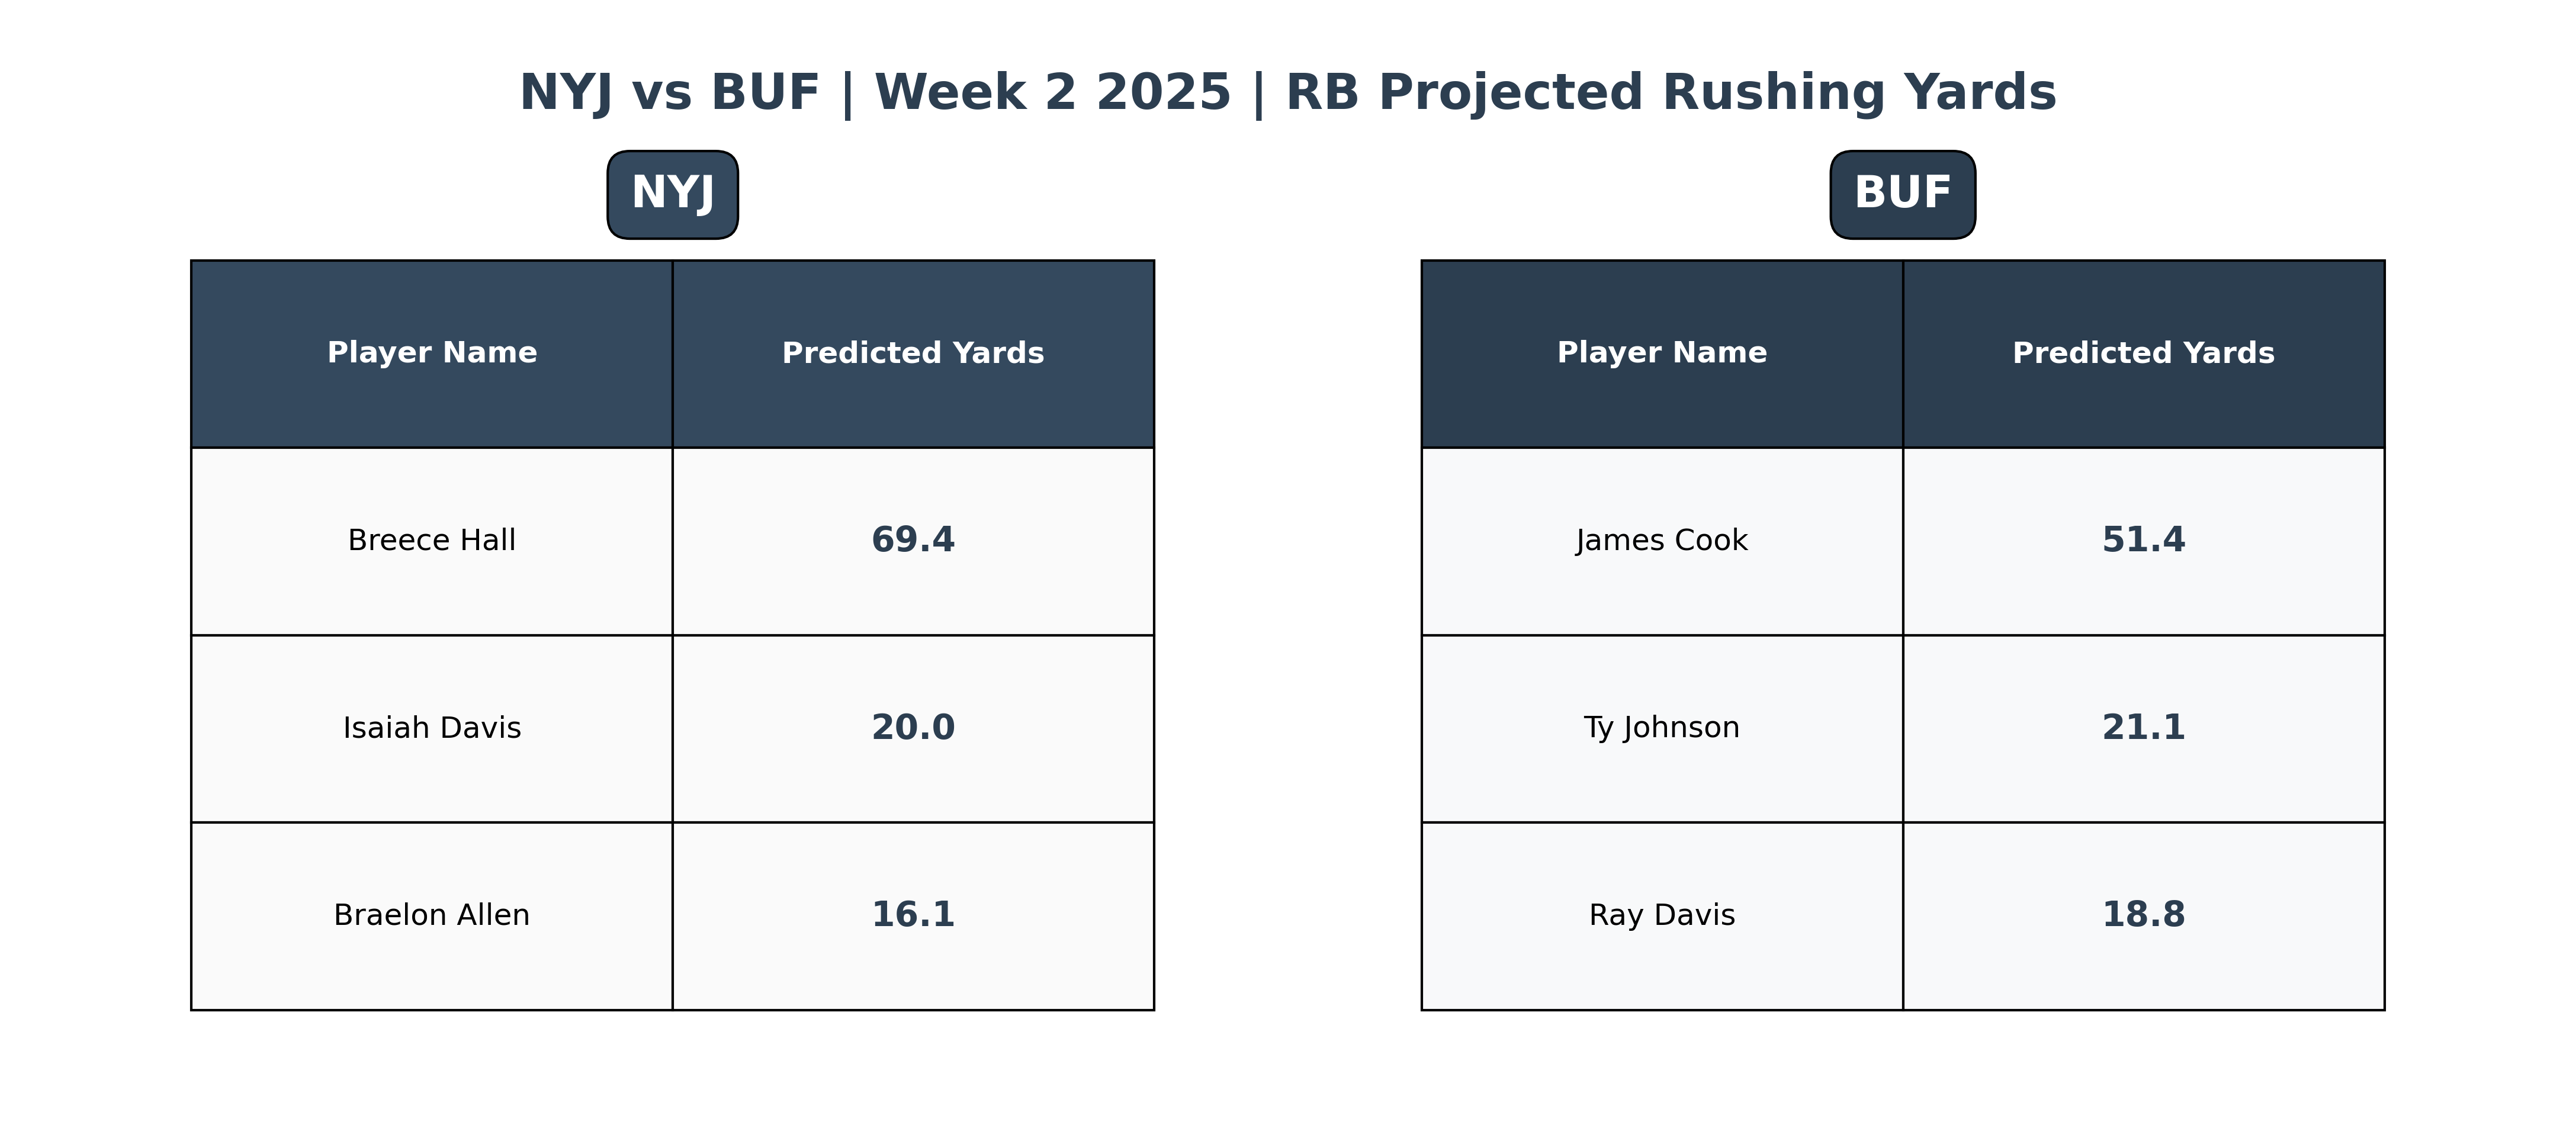 NYJ vs BUF | Week 2 2025 | RB Projected Rushing Yards
NYJ
Player Name Predicted Yards
Breece Hall 69.4
Isaiah Davis 20.0
Braelon Allen 16.1
BUF
Player Name Predicted Yards
James Cook 51.4
Ty Johnson 21.1
Ray Davis 18.8